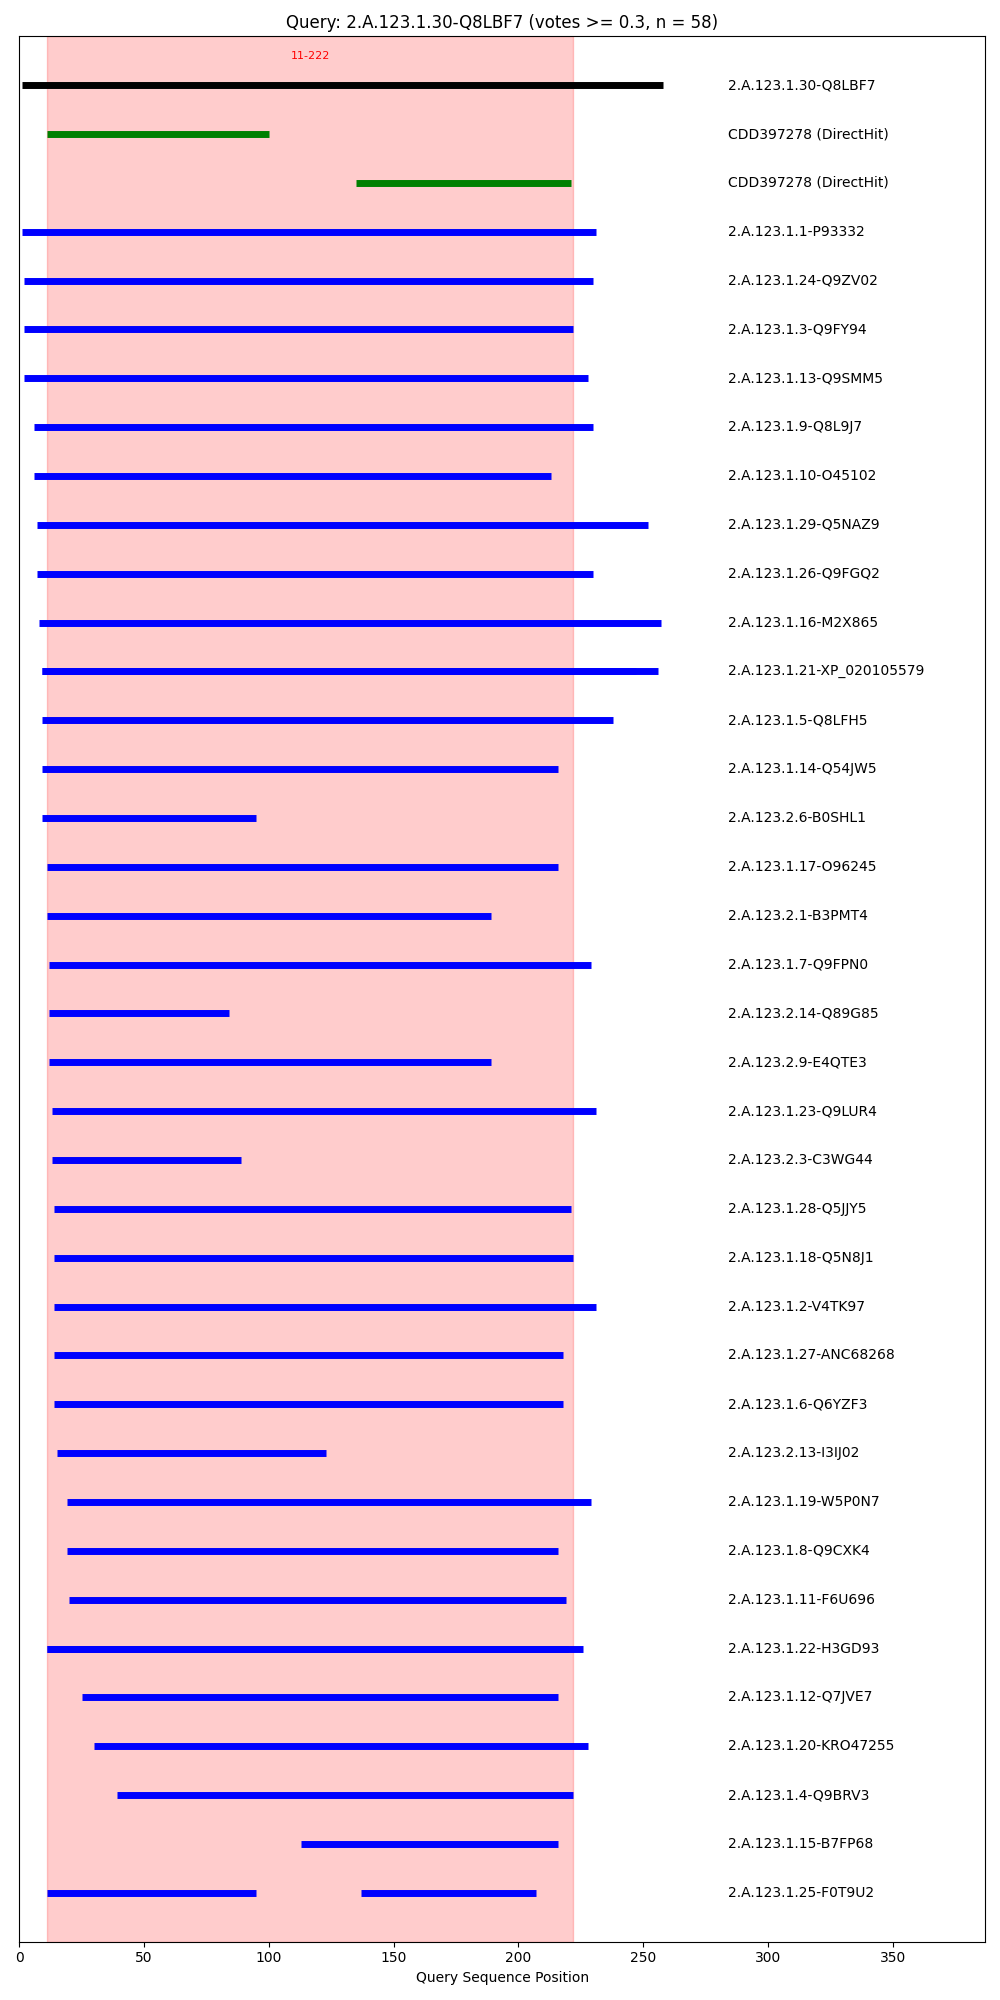 Query: 2.A.123.1.30-Q8LBF7 (votes >= 0.3, n = 58)
11-222
2.A.123.1.30-Q8LBF7
CDD397278 (DirectHit)
CDD397278 (DirectHit)
2.A.123.1.1-P93332
2.A.123.1.24-Q9ZV02
2.A.123.1.3-Q9FY94
2.A.123.1.13-Q9SMM5
2.A.123.1.9-Q8L9J7
2.A.123.1.10-O45102
2.A.123.1.29-Q5NAZ9
2.A.123.1.26-Q9FGQ2
2.A.123.1.16-M2X865
2.A.123.1.21-XP_020105579
2.A.123.1.5-Q8LFH5
2.A.123.1.14-Q54JW5
2.A.123.2.6-B0SHL1
2.A.123.1.17-O96245
2.A.123.2.1-B3PMT4
2.A.123.1.7-Q9FPN0
2.A.123.2.14-Q89G85
2.A.123.2.9-E4QTE3
2.A.123.1.23-Q9LUR4
2.A.123.2.3-C3WG44
2.A.123.1.28-Q5JJY5
2.A.123.1.18-Q5N8J1
2.A.123.1.2-V4TK97
2.A.123.1.27-ANC68268
2.A.123.1.6-Q6YZF3
2.A.123.2.13-I3IJ02
2.A.123.1.19-W5P0N7
2.A.123.1.8-Q9CXK4
2.A.123.1.11-F6U696
2.A.123.1.22-H3GD93
2.A.123.1.12-Q7JVE7
2.A.123.1.20-KRO47255
2.A.123.1.4-Q9BRV3
2.A.123.1.15-B7FP68
2.A.123.1.25-F0T9U2
0 50 100 150 200 250 300 350
Query Sequence Position